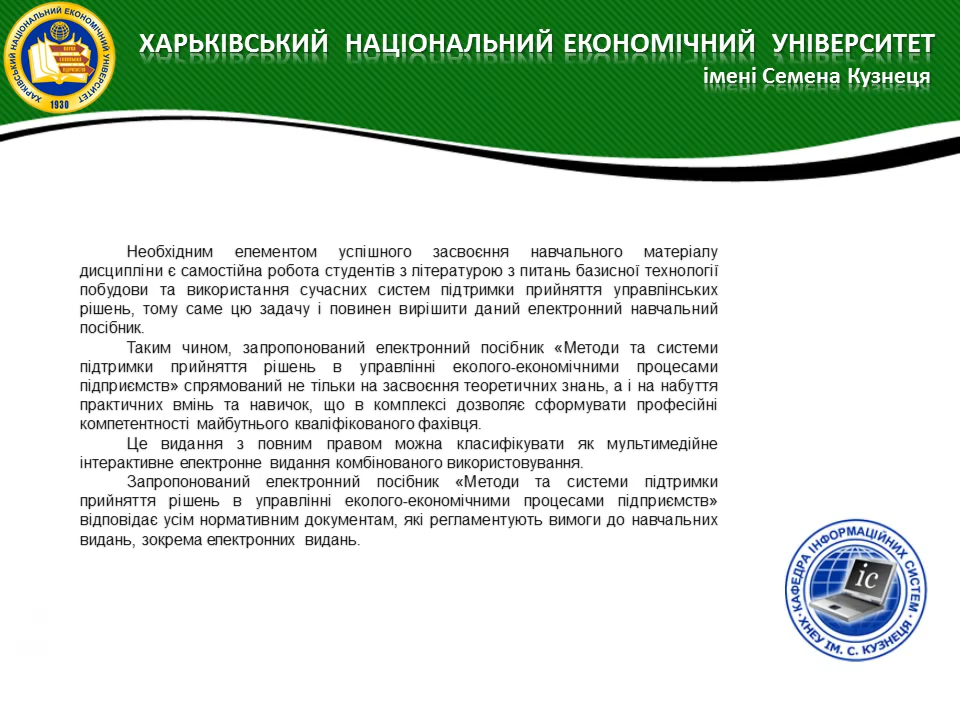 ХАРЬКІВСЬКИЙ НАЦІОНАЛЬНИЙ ЕКОНОМІЧНИЙ УНІВЕРСИТЕТ
імені Семена Кузнеця
ХАРКІВСЬКИЙ НАЦІОНАЛЬНИЙ ЕКОНОМІЧНИЙ УНІВЕРСИТЕТ
1930
Необхідним елементом успішного засвоєння навчального матеріалу
дисципліни є самостійна робота студентів з літературою з питань базисної технології
побудови та використання сучасних систем підтримки прийняття управлінських
рішень, тому саме цю задачу і повинен вирішити даний електронний навчальний
посібник.
Таким чином, запропонований електронний посібник «Методи та системи
підтримки прийняття рішень в управлінні еколого-економічними процесами
підприємств» спрямований не тільки на засвоєння теоретичних знань, а і на набуття
практичних вмінь та навичок, що в комплексі дозволяє сформувати професійні
компетентності майбутнього кваліфікованого фахівця.
Це видання з повним правом можна класифікувати як мультимедійне
інтерактивне електронне видання комбінованого використовування.
Запропонований електронний посібник «Методи та системи підтримки
прийняття рішень в управлінні еколого-економічними процесами підприємств»
відповідає усім нормативним документам, які регламентують вимоги до навчальних
видань, зокрема електронних видань.
КАФЕДРА ІНФОРМАЦІЙНИХ СИСТЕМ
 іс
ХНЕУ ІМ. С. КУЗНЕЦЯ